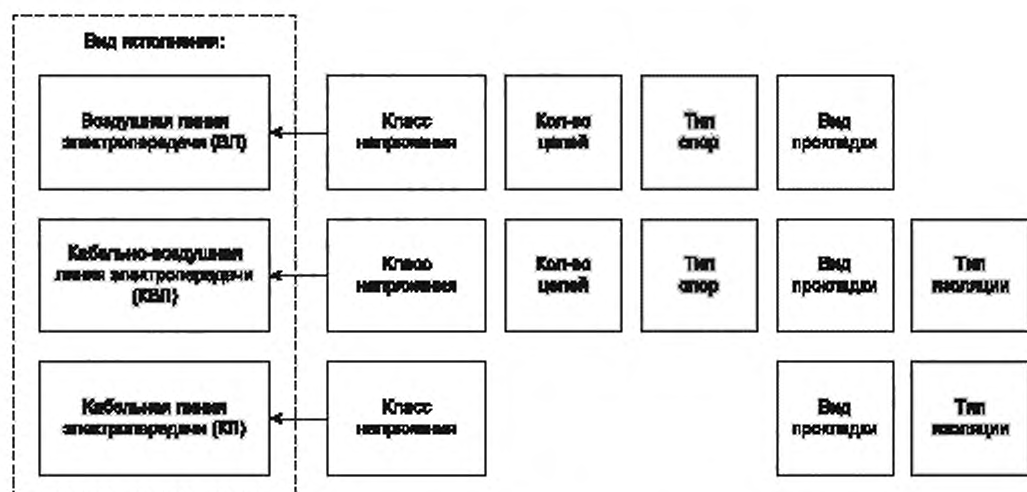 Вид исполнения:
Воздушная линия
электропередачи (ВЛ)
Класс
напряжения
Кол-во
цепей
Тип
опор
Вид
прокладки
Кабельно-воздушная
линия электропередачи
(КВЛ)
Класс
напряжения
Кол-во
цепей
Тип
опор
Вид
прокладки
Тип
изоляции
Кабельная линия
электропередачи (КЛ)
Класс
напряжения
Вид
прокладки
Тип
изоляции